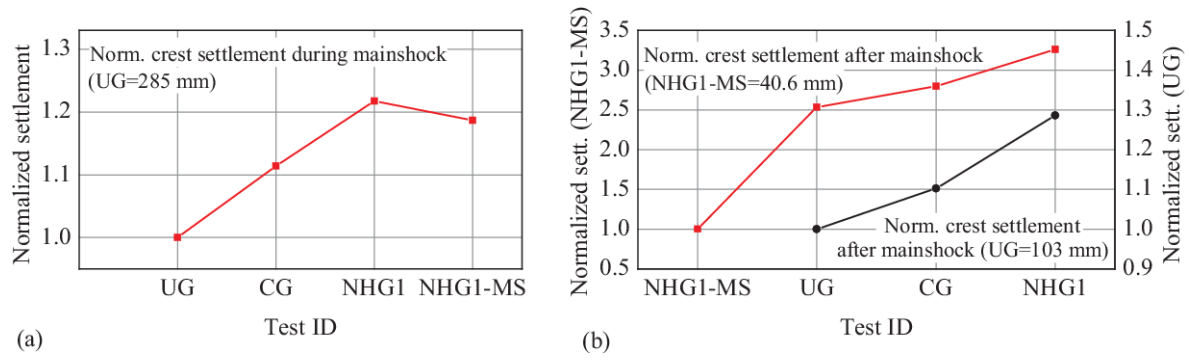 Normalized settlement
1.3
1.2
1.1
1.0
Norm. crest settlement during mainshock
(UG=285 mm)
UG CG NHG1 NHG1-MS
Test ID
(a)
Normalized sett. (NHG1-MS)
3.5
3.0
2.5
2.0
1.5
1.0
0.5
Norm. crest settlement after mainshock
(NHG1-MS=40.6 mm)
Norm. crest settlement
after mainshock (UG=103 mm)
1.5
1.4
1.3
1.2
1.1
1.0
0.9
Normalized sett. (UG)
NHG1-MS UG CG NHG1
Test ID
(b)